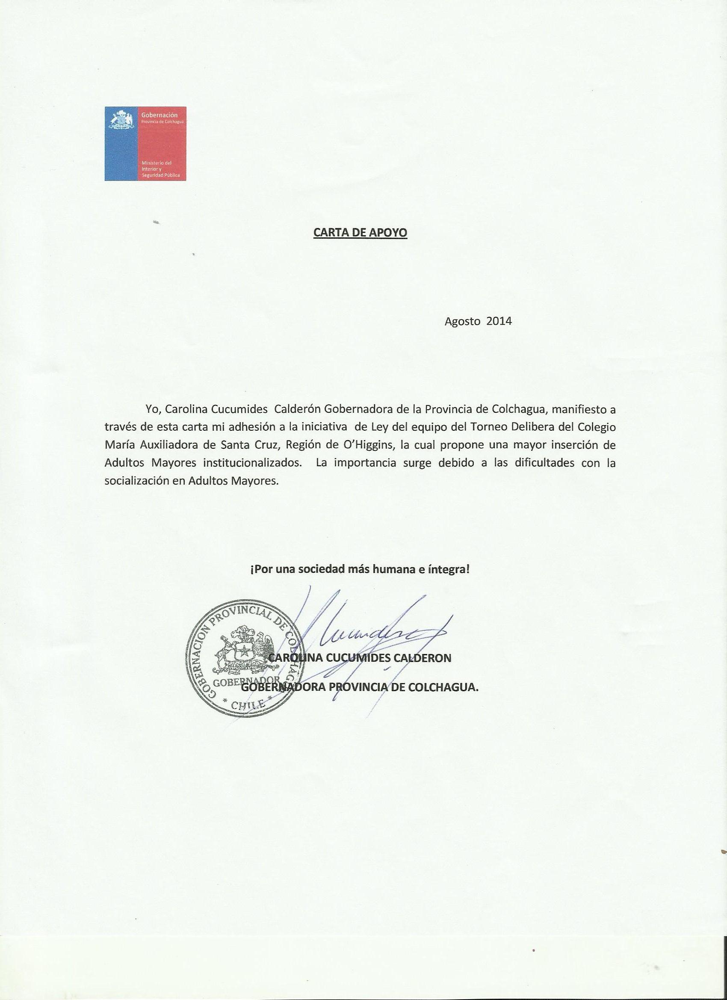 Gobernación
Provincia de Colchagua
Ministerio del
Interior y
Seguridad Pública
CARTA DE APOYO
Agosto 2014
Yo, Carolina Cucumides Calderón Gobernadora de la Provincia de Colchagua, manifiesto a
través de esta carta mi adhesión a la iniciativa de Ley del equipo del Torneo Delibera del Colegio
María Auxiliadora de Santa Cruz, Región de O'Higgins, la cual propone una mayor inserción de
Adultos Mayores institucionalizados. La importancia surge debido a las dificultades con la
socialización en Adultos Mayores.
¡Por una sociedad más humana e íntegra!
GOBERNACION PROVINCIAL DE COLCHAGUA
GOBERNADOR
* CHILE *
CAROLINA CUCUMIDES CALDERON
GOBERNADORA PROVINCIA DE COLCHAGUA.